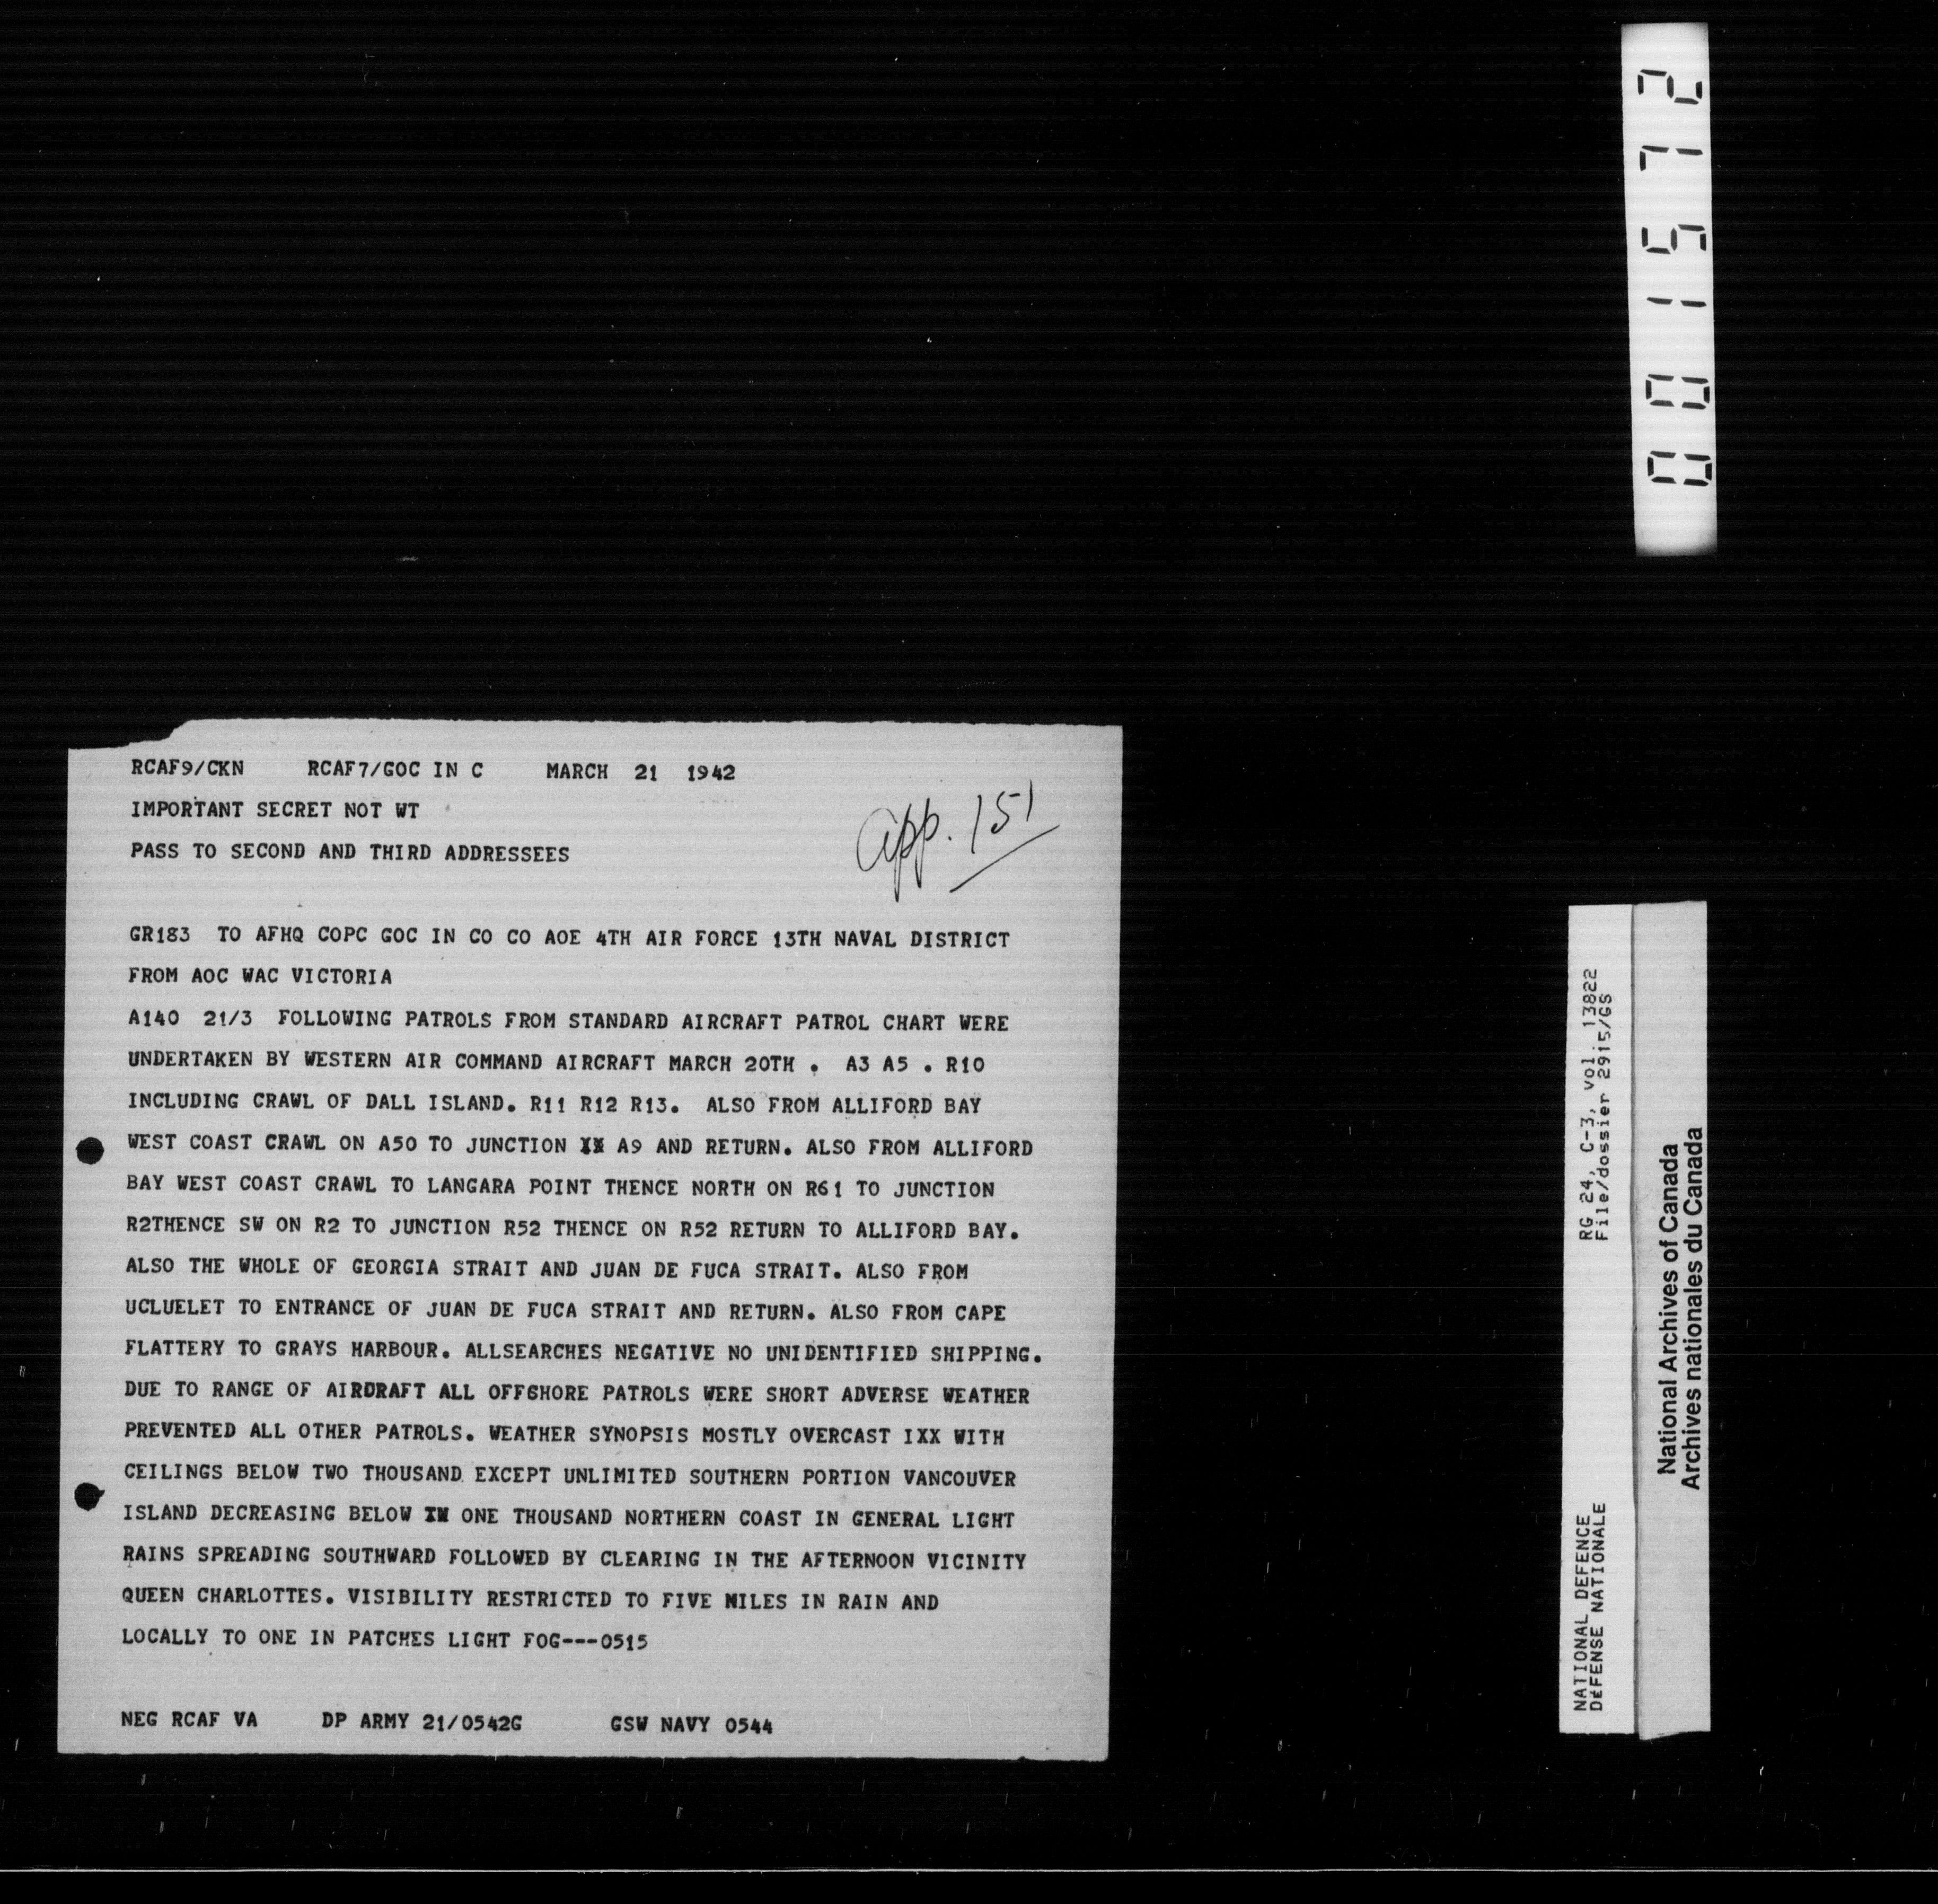 001572
RCAF9/CKN RCAF7/GOC IN C MARCH 21 1942
IMPORTANT SECRET NOT WT
app. 151
PASS TO SECOND AND THIRD ADDRESSEES
GR183 TO AFHQ COPC GOC IN CO CO AOE 4TH AIR FORCE 13TH NAVAL DISTRICT
FROM AOC WAC VICTORIA
A140 21/3 FOLLOWING PATROLS FROM STANDARD AIRCRAFT PATROL CHART WERE
UNDERTAKEN BY WESTERN AIR COMMAND AIRCRAFT MARCH 20TH . A3 A5 . R10
INCLUDING CRAWL OF DALL ISLAND. R11 R12 R13. ALSO FROM ALLIFORD BAY
WEST COAST CRAWL ON A50 TO JUNCTION XX A9 AND RETURN. ALSO FROM ALLIFORD
BAY WEST COAST CRAWL TO LANGARA POINT THENCE NORTH ON R61 TO JUNCTION
R2THENCE SW ON R2 TO JUNCTION R52 THENCE ON R52 RETURN TO ALLIFORD BAY.
ALSO THE WHOLE OF GEORGIA STRAIT AND JUAN DE FUCA STRAIT. ALSO FROM
UCLUELET TO ENTRANCE OF JUAN DE FUCA STRAIT AND RETURN. ALSO FROM CAPE
FLATTERY TO GRAYS HARBOUR. ALLSEARCHES NEGATIVE NO UNIDENTIFIED SHIPPING.
DUE TO RANGE OF AIRDRAFT ALL OFFSHORE PATROLS WERE SHORT ADVERSE WEATHER
PREVENTED ALL OTHER PATROLS. WEATHER SYNOPSIS MOSTLY OVERCAST IXX WITH
CEILINGS BELOW TWO THOUSAND EXCEPT UNLIMITED SOUTHERN PORTION VANCOUVER
ISLAND DECREASING BELOW ONE THOUSAND NORTHERN COAST IN GENERAL LIGHT
RAINS SPREADING SOUTHWARD FOLLOWED BY CLEARING IN THE AFTERNOON VICINITY
QUEEN CHARLOTTES. VISIBILITY RESTRICTED TO FIVE MILES IN RAIN AND
LOCALLY TO ONE IN PATCHES LIGHT FOG---0515
NEG RCAF VA DP ARMY 21/0542G GSW NAVY 0544
NATIONAL DEFENCE RG 24, C-3, vol. 13822
DéFENSE NATIONALE File/dossier 2915/GS
National Archives of Canada
Archives nationales du Canada